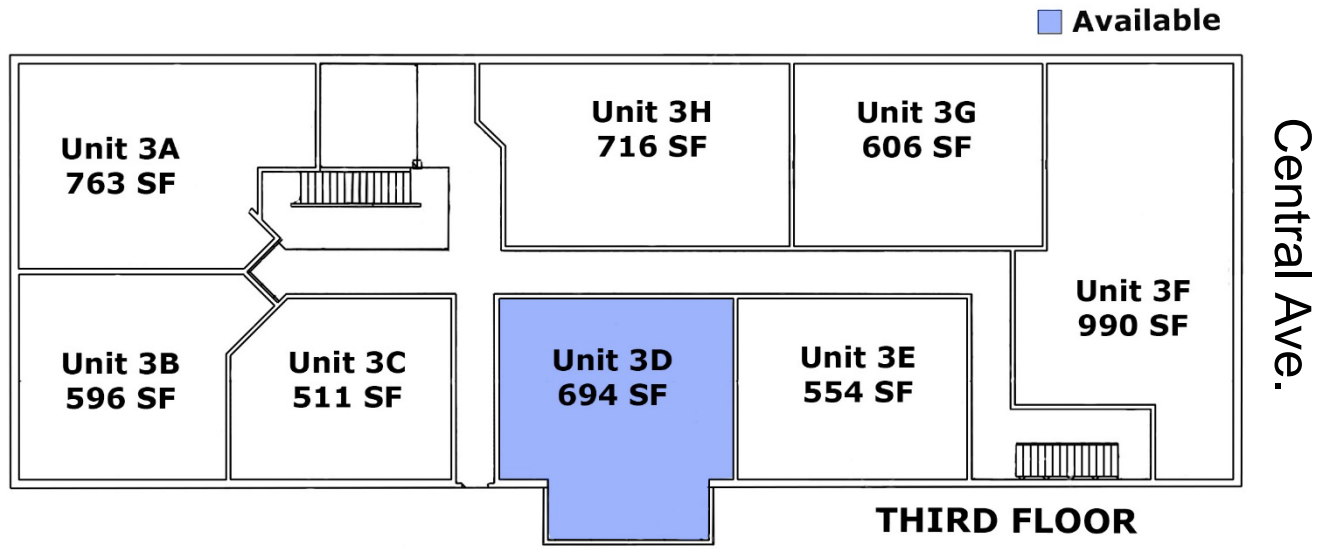 Available
Unit 3A
763 SF
Unit 3H
716 SF
Unit 3G
606 SF
Central Ave.
Unit 3F
990 SF
Unit 3B
596 SF
Unit 3C
511 SF
Unit 3D
694 SF
Unit 3E
554 SF
THIRD FLOOR